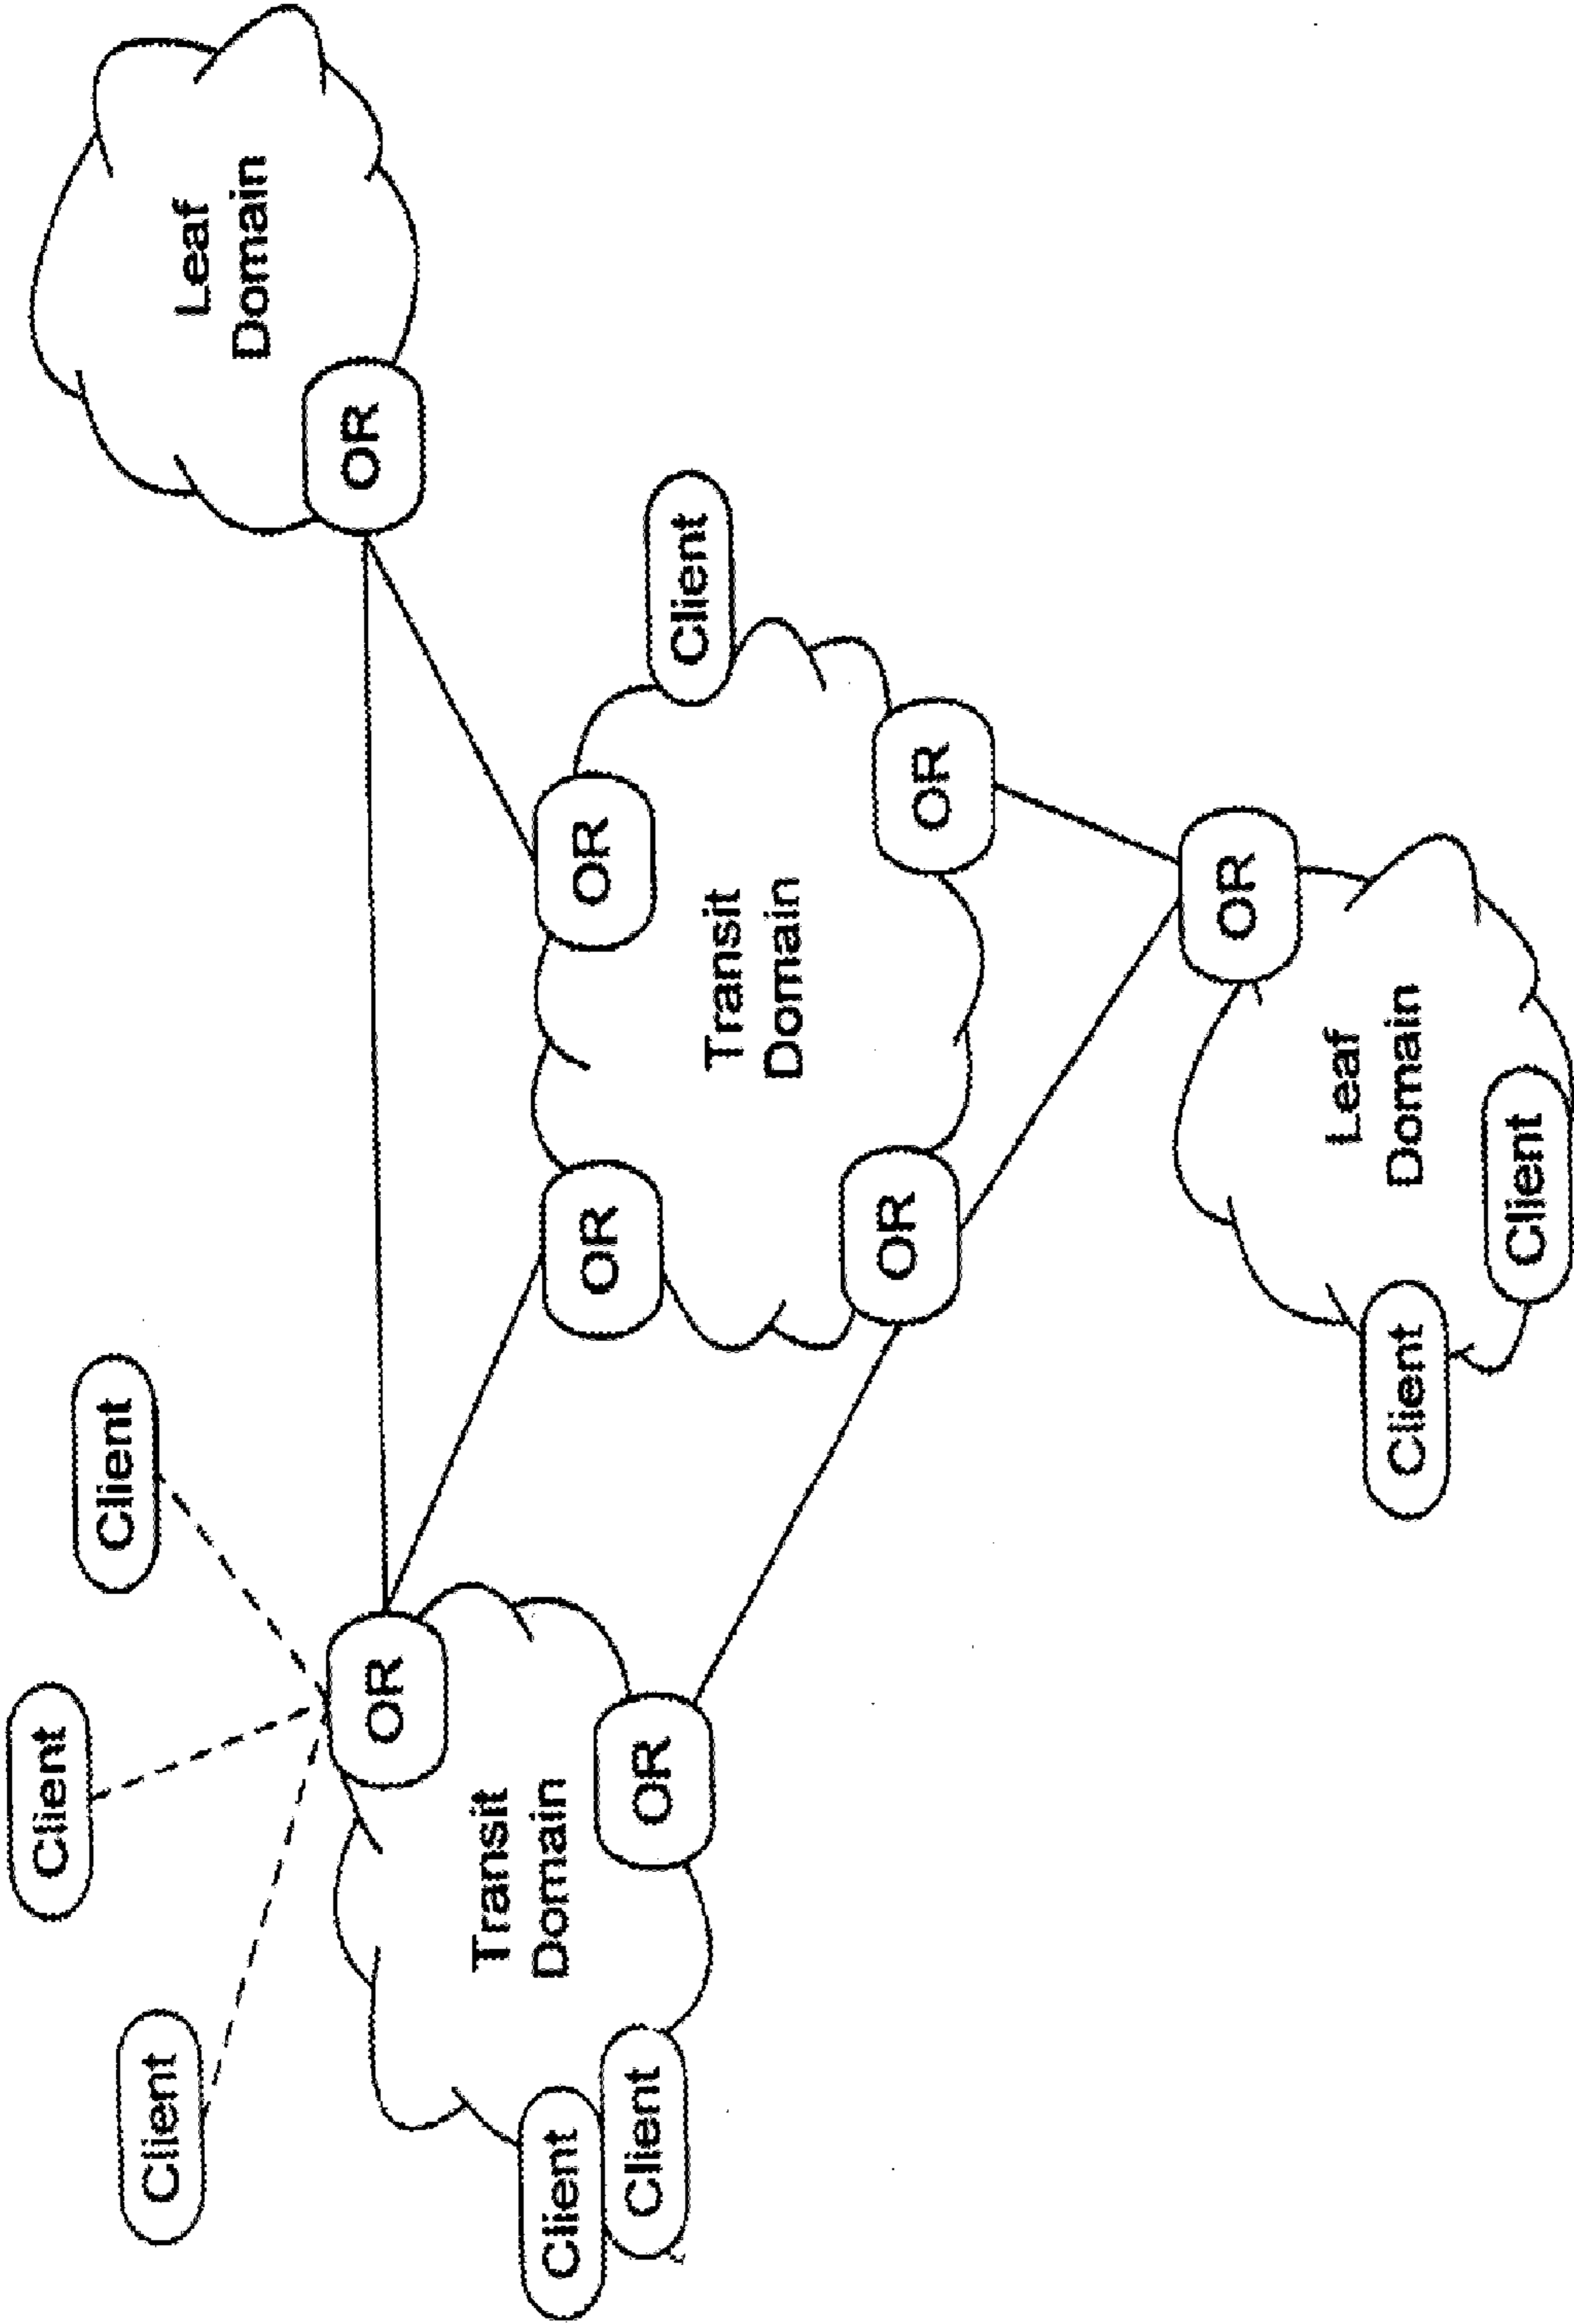 Client
Client
Client
Leaf
Domain
OR
OR
Transit
Domain
OR
Client
Client
OR
OR
Client
Transit
Domain
OR
OR
OR
Leaf
Domain
Client
Client